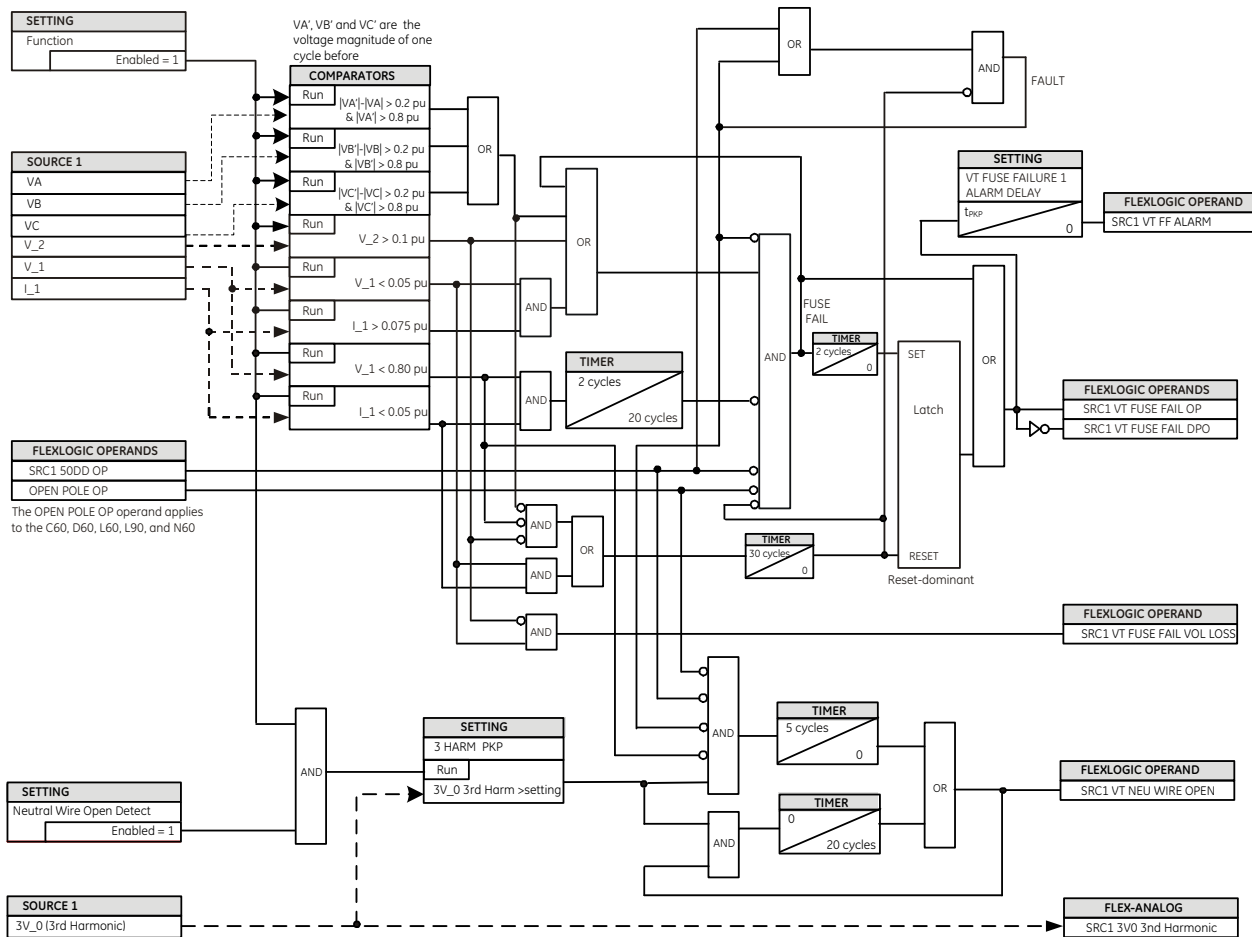 SETTING
Function
Enabled = 1
VA', VB' and VC' are the
voltage magnitude of one
cycle before
COMPARATORS
Run
|VA'|-|VA| > 0.2 pu
& |VA'| > 0.8 pu
Run
|VB'|-|VB| > 0.2 pu
& |VB'| > 0.8 pu
Run
|VC'|-|VC| > 0.2 pu
& |VC'| > 0.8 pu
Run
V_2 > 0.1 pu
Run
V_1 < 0.05 pu
Run
I_1 > 0.075 pu
Run
V_1 < 0.80 pu
Run
I_1 < 0.05 pu
SOURCE 1
VA
VB
VC
V_2
V_1
I_1
FLEXLOGIC OPERANDS
SRC1 50DD OP
OPEN POLE OP
The OPEN POLE OP operand applies
to the C60, D60, L60, L90, and N60
OR
OR
AND
AND
TIMER
2 cycles
20 cycles
OR
AND
FAULT
AND
FUSE
FAIL
TIMER
2 cycles
0
SET
Latch
RESET
Reset-dominant
OR
SETTING
VT FUSE FAILURE 1
ALARM DELAY
tPKP
0
FLEXLOGIC OPERAND
SRC1 VT FF ALARM
FLEXLOGIC OPERANDS
SRC1 VT FUSE FAIL OP
SRC1 VT FUSE FAIL DPO
AND
AND
OR
TIMER
30 cycles
0
AND
FLEXLOGIC OPERAND
SRC1 VT FUSE FAIL VOL LOSS
AND
SETTING
3 HARM PKP
Run
3V_0 3rd Harm >setting
AND
TIMER
5 cycles
0
AND
TIMER
0
20 cycles
OR
FLEXLOGIC OPERAND
SRC1 VT NEU WIRE OPEN
SETTING
Neutral Wire Open Detect
Enabled = 1
SOURCE 1
3V_0 (3rd Harmonic)
FLEX-ANALOG
SRC1 3V0 3nd Harmonic